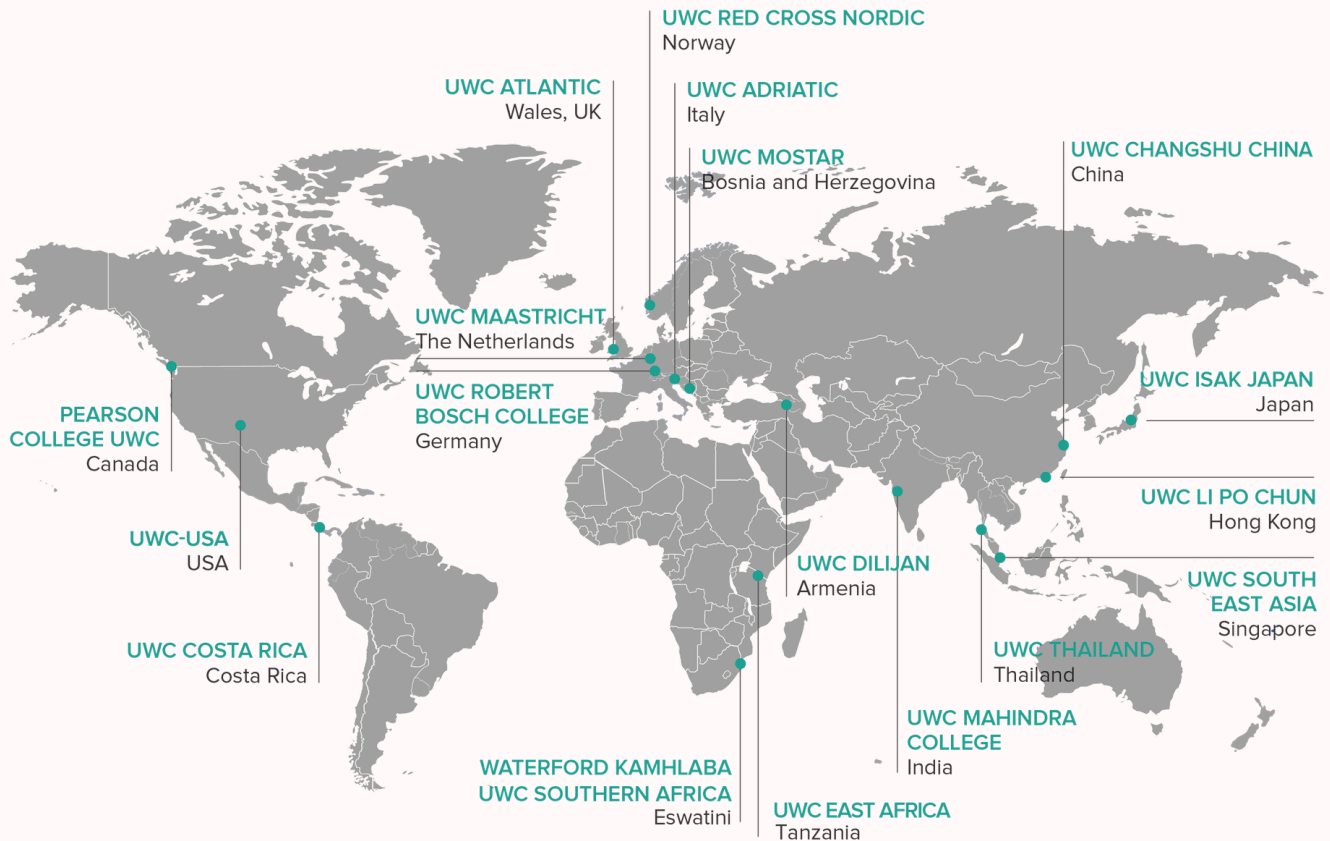 UWC RED CROSS NORDIC
Norway
UWC ATLANTIC
Wales, UK
UWC ADRIATIC
Italy
UWC MOSTAR
Bosnia and Herzegovina
UWC CHANGSHU CHINA
China
UWC MAASTRICHT
The Netherlands
UWC ROBERT
BOSCH COLLEGE
Germany
UWC ISAK JAPAN
Japan
PEARSON
COLLEGE UWC
Canada
UWC LI PO CHUN
Hong Kong
UWC-USA
USA
UWC DILIJAN
Armenia
UWC SOUTH
EAST ASIA
Singapore
UWC COSTA RICA
Costa Rica
UWC THAILAND
Thailand
UWC MAHINDRA
COLLEGE
India
WATERFORD KAMHLABA
UWC SOUTHERN AFRICA
Eswatini
UWC EAST AFRICA
Tanzania